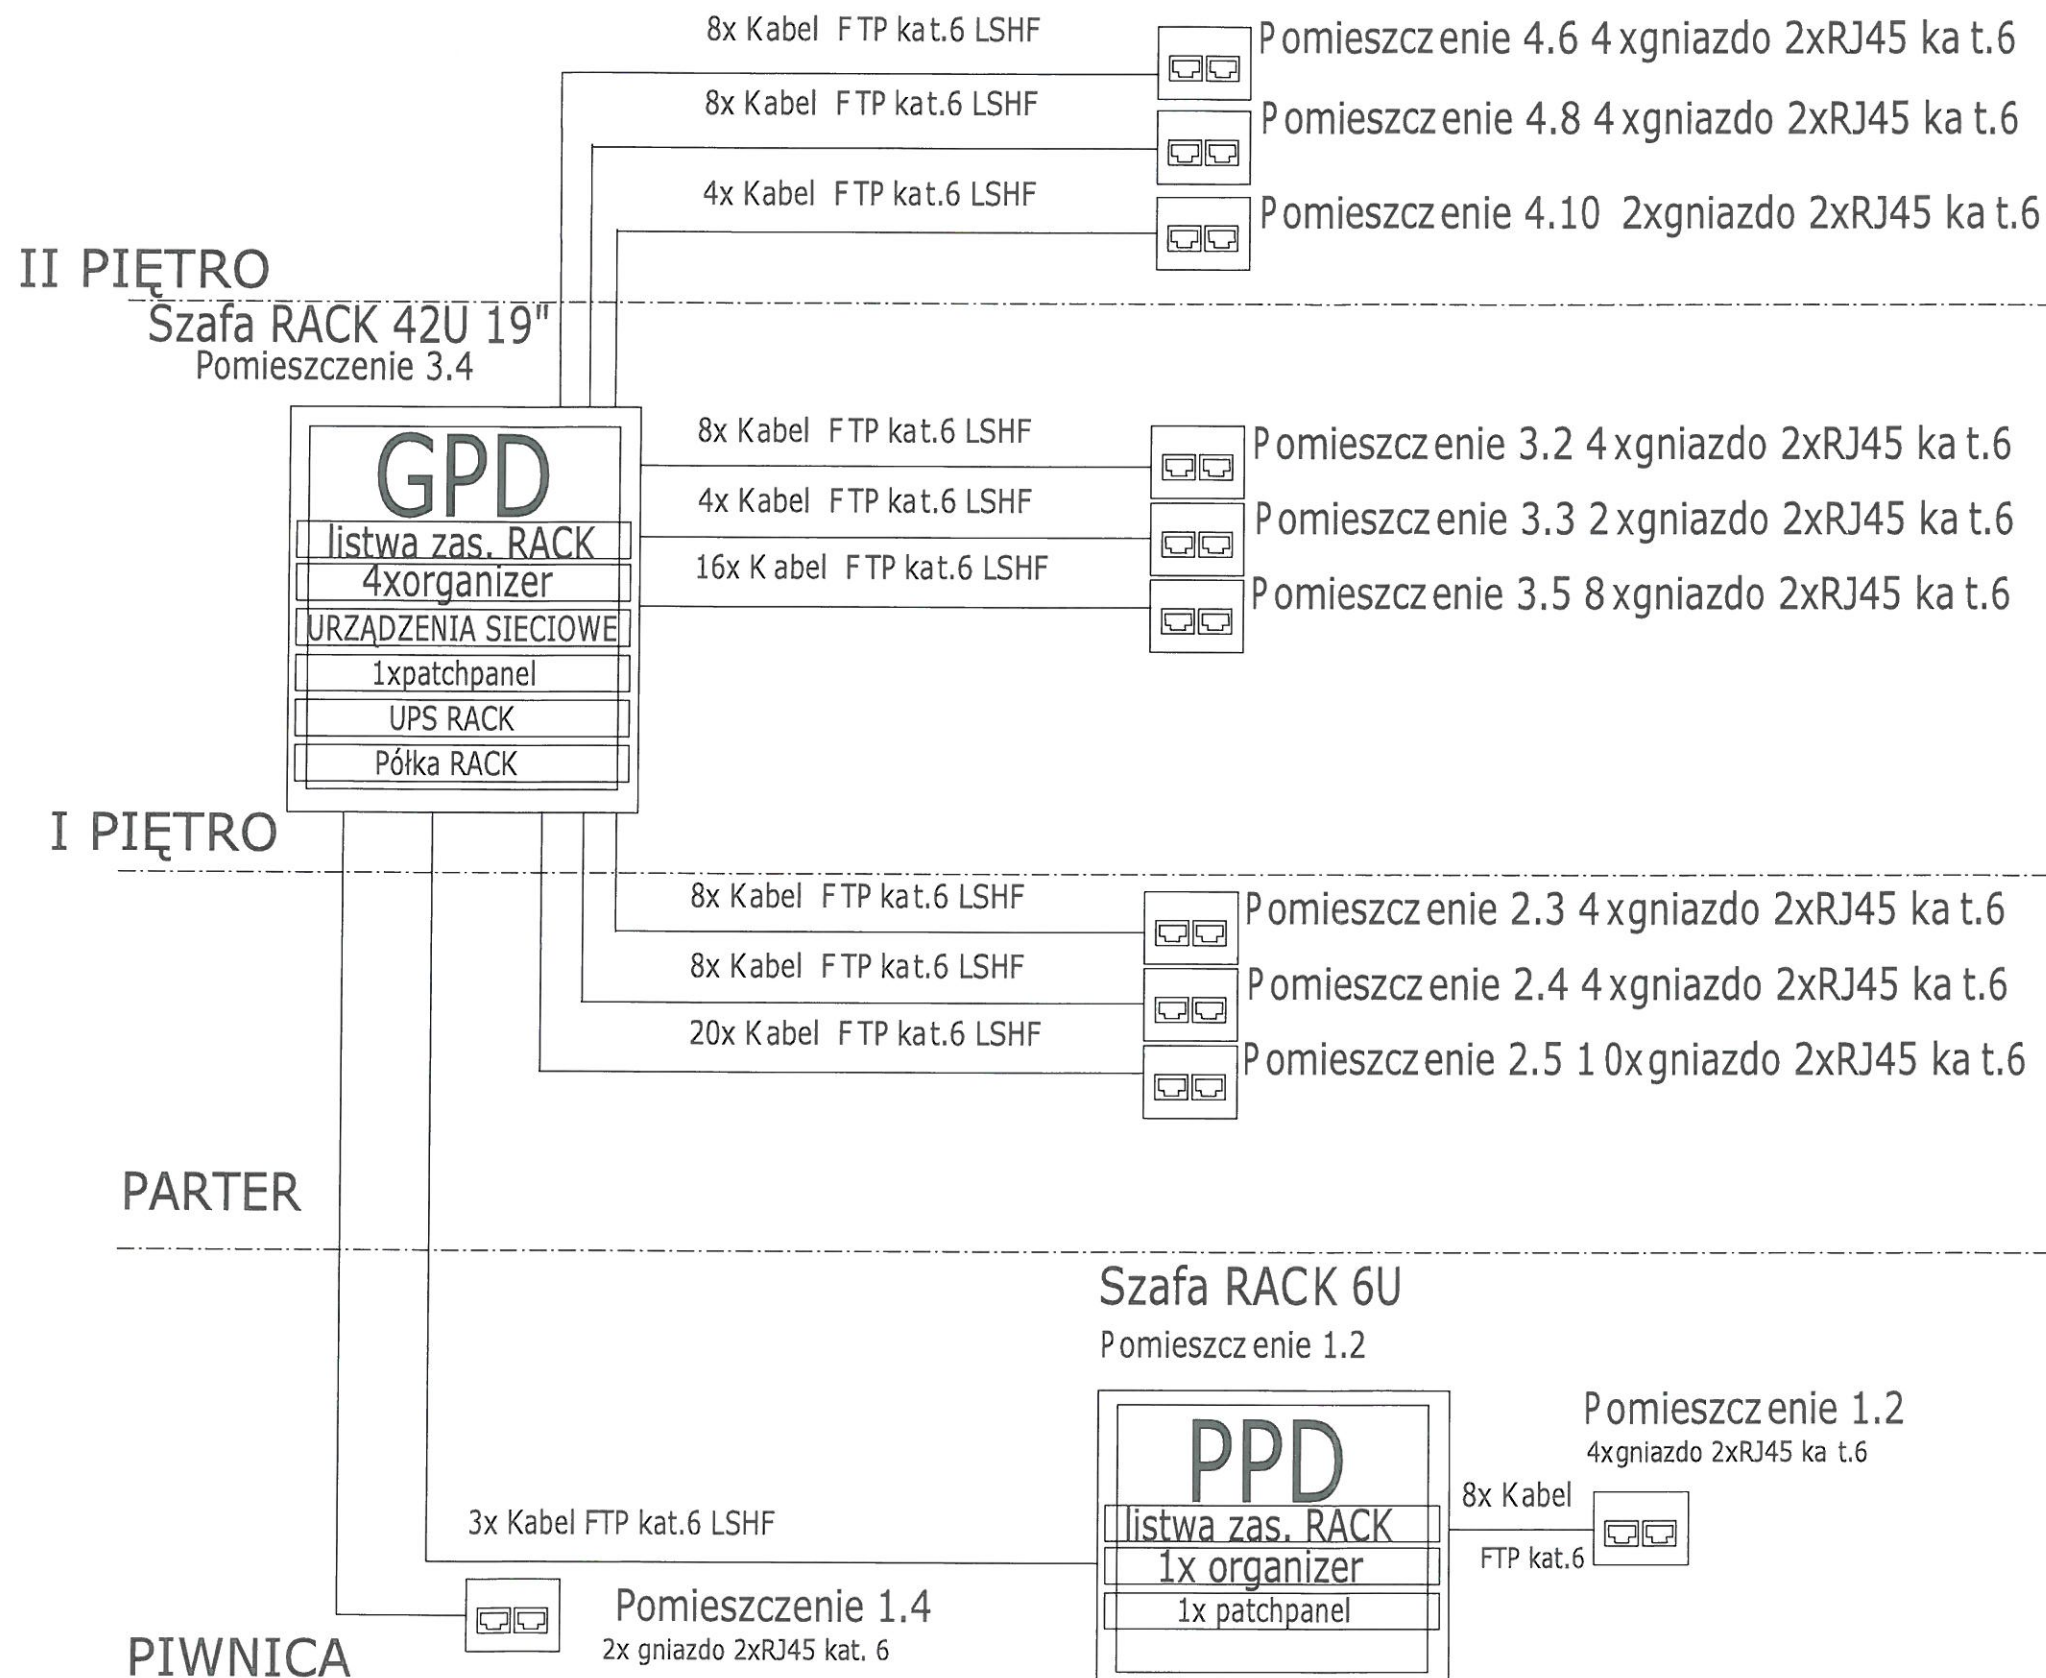 8x Kabel FTP kat.6 LSHF
Pomieszczenie 4.6 4xgniazdo 2xRJ45 kat.6
8x Kabel FTP kat.6 LSHF
Pomieszczenie 4.8 4xgniazdo 2xRJ45 kat.6
4x Kabel FTP kat.6 LSHF
Pomieszczenie 4.10 2xgniazdo 2xRJ45 kat.6
II PIĘTRO
Szafa RACK 42U 19"
Pomieszczenie 3.4
GPD
listwa zas. RACK
4xorganizer
URZĄDZENIA SIECIOWE
1xpatchpanel
UPS RACK
Półka RACK
8x Kabel FTP kat.6 LSHF
Pomieszczenie 3.2 4xgniazdo 2xRJ45 kat.6
4x Kabel FTP kat.6 LSHF
Pomieszczenie 3.3 2xgniazdo 2xRJ45 kat.6
16x Kabel FTP kat.6 LSHF
Pomieszczenie 3.5 8xgniazdo 2xRJ45 kat.6
I PIĘTRO
8x Kabel FTP kat.6 LSHF
Pomieszczenie 2.3 4xgniazdo 2xRJ45 kat.6
8x Kabel FTP kat.6 LSHF
Pomieszczenie 2.4 4xgniazdo 2xRJ45 kat.6
20x Kabel FTP kat.6 LSHF
Pomieszczenie 2.5 10xgniazdo 2xRJ45 kat.6
PARTER
Szafa RACK 6U
Pomieszczenie 1.2
PPD
listwa zas. RACK
1x organizer
1x patchpanel
Pomieszczenie 1.2
4xgniazdo 2xRJ45 kat.6
8x Kabel
FTP kat.6
3x Kabel FTP kat.6 LSHF
Pomieszczenie 1.4
2x gniazdo 2xRJ45 kat. 6
PIWNICA